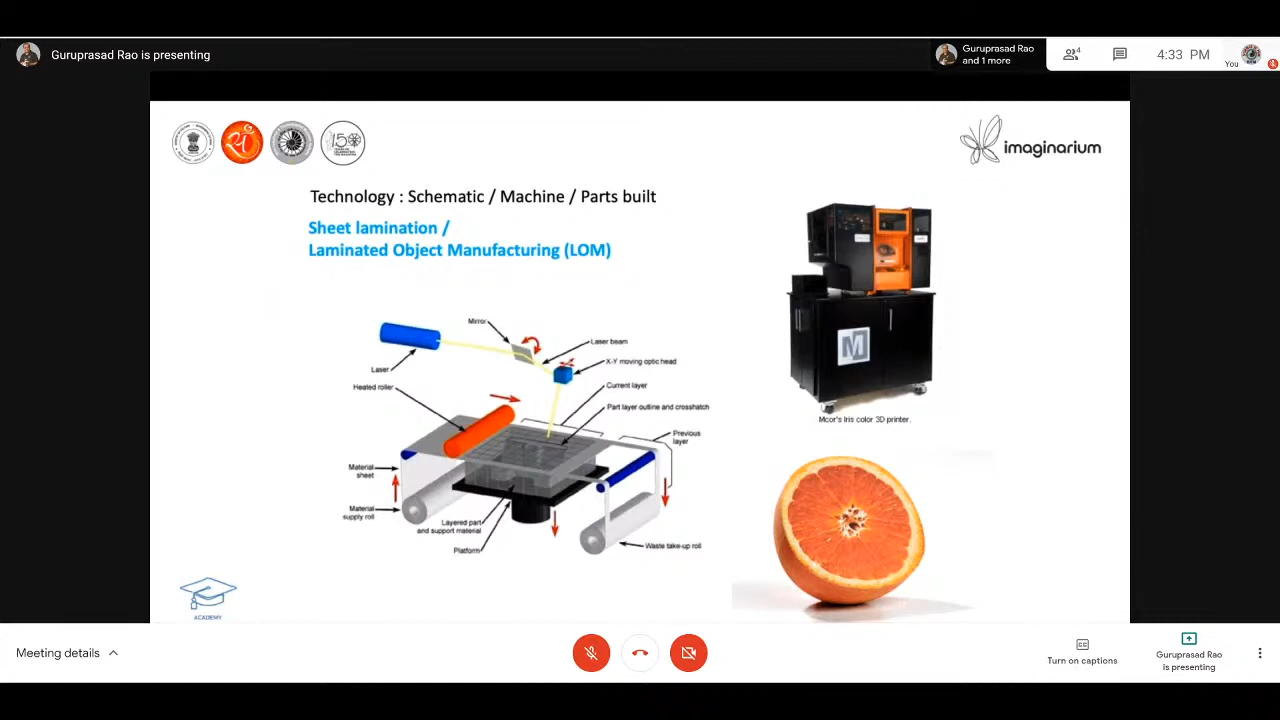 Guruprasad Rao is presenting
Guruprasad Rao
and 1 more
4
4:33 PM
You
150
imaginarium
Technology : Schematic / Machine / Parts built
Sheet lamination /
Laminated Object Manufacturing (LOM)
Mirror
Laser beam
X-Y moving optic head
Laser
Heated roller
Current layer
Part layer outline and crosshatch
Previous
layer
Material
sheet
Material
supply roll
Layered part
and support material
Platform
Waste take-up roll
Mcor's Iris color 3D printer.
ACADEMY
Meeting details
Turn on captions
Guruprasad Rao
is presenting